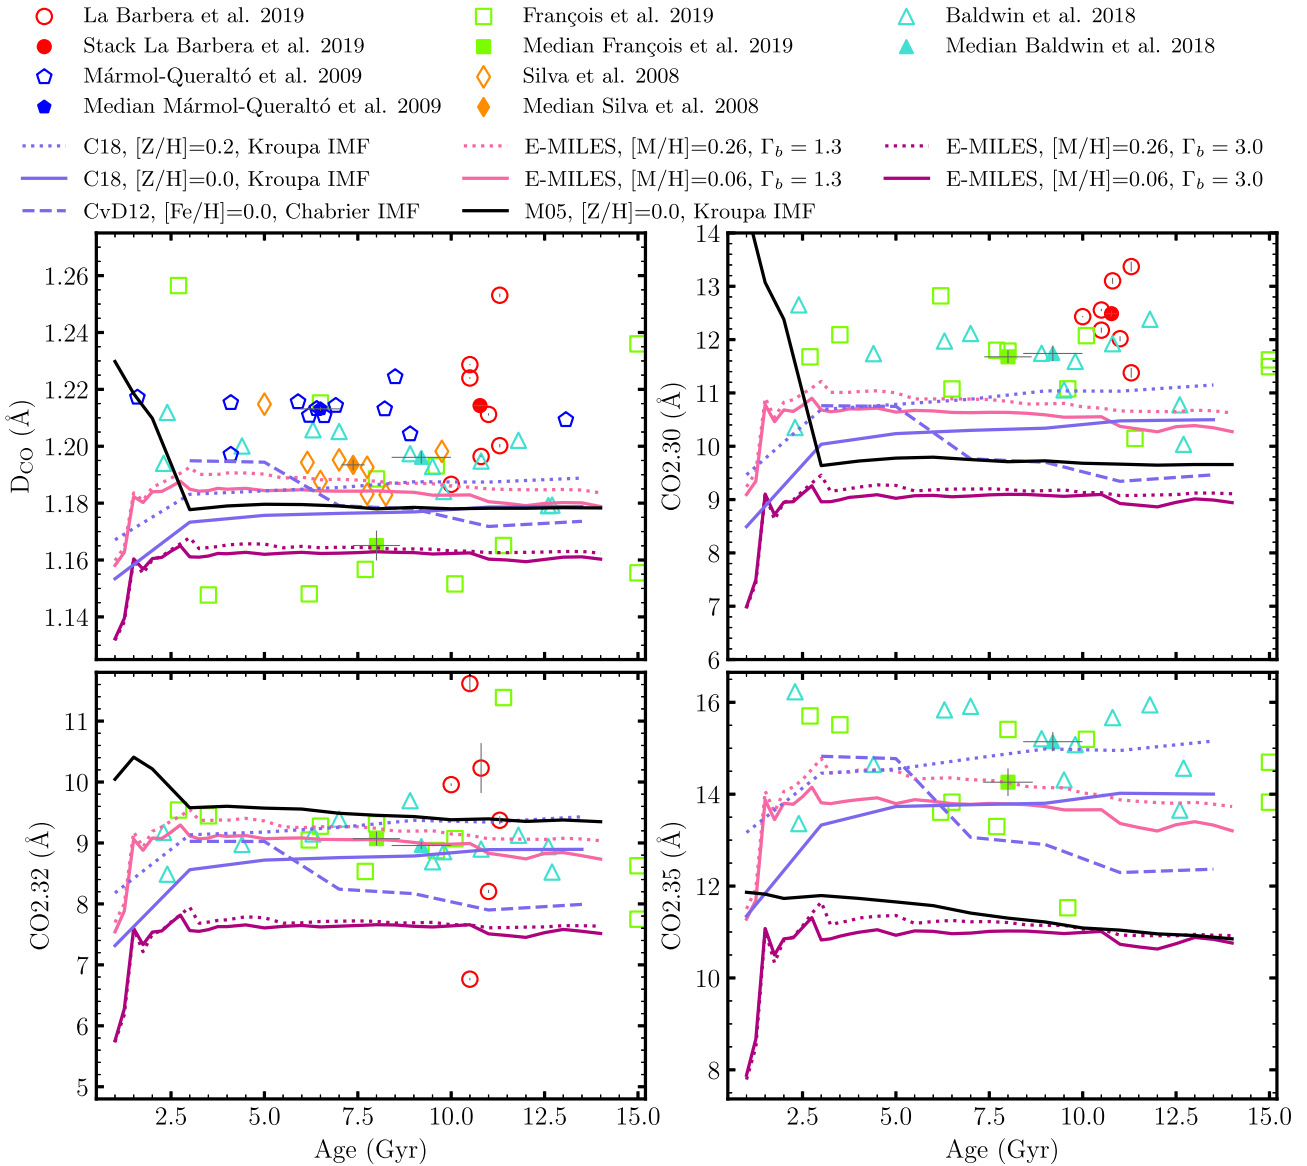 La Barbera et al. 2019
Stack La Barbera et al. 2019
Mármol-Queraltó et al. 2009
Median Mármol-Queraltó et al. 2009
François et al. 2019
Median François et al. 2019
Silva et al. 2008
Median Silva et al. 2008
Baldwin et al. 2018
Median Baldwin et al. 2018
C18, [Z/H]=0.2, Kroupa IMF
C18, [Z/H]=0.0, Kroupa IMF
CvD12, [Fe/H]=0.0, Chabrier IMF
E-MILES, [M/H]=0.26, Γb = 1.3
E-MILES, [M/H]=0.06, Γb = 1.3
M05, [Z/H]=0.0, Kroupa IMF
E-MILES, [M/H]=0.26, Γb = 3.0
E-MILES, [M/H]=0.06, Γb = 3.0
DCO (Å)
1.26
1.24
1.22
1.20
1.18
1.16
1.14
CO2.30 (Å)
14
13
12
11
10
9
8
7
6
CO2.32 (Å)
11
10
9
8
7
6
5
2.5 5.0 7.5 10.0 12.5 15.0
Age (Gyr)
CO2.35 (Å)
16
14
12
10
8
2.5 5.0 7.5 10.0 12.5 15.0
Age (Gyr)